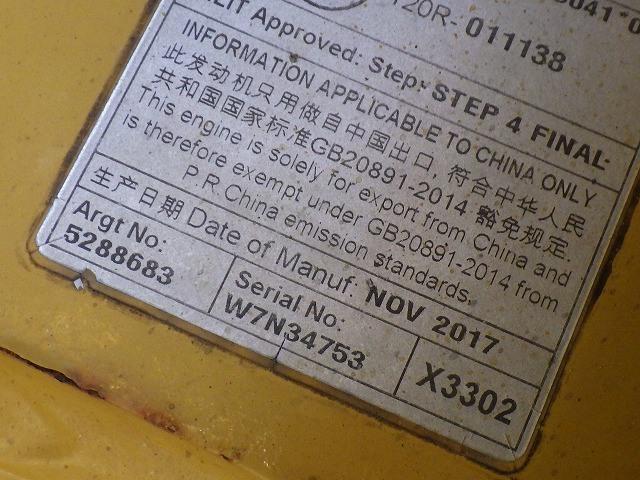 120R- 011138
Approved: Step: STEP 4 FINAL
INFORMATION APPLICABLE TO CHINA ONLY
此发动机只用做自中国出口, 符合中华人民
共和国国家标准GB20891-2014 豁免规定.
This engine is solely for export from China and
is therefore exempt under GB20891-2014 from
P.R.China emission standards.
生产日期 Date of Manuf: NOV 2017
Argt No:
5288683
Serial No:
W7N34753
X3302